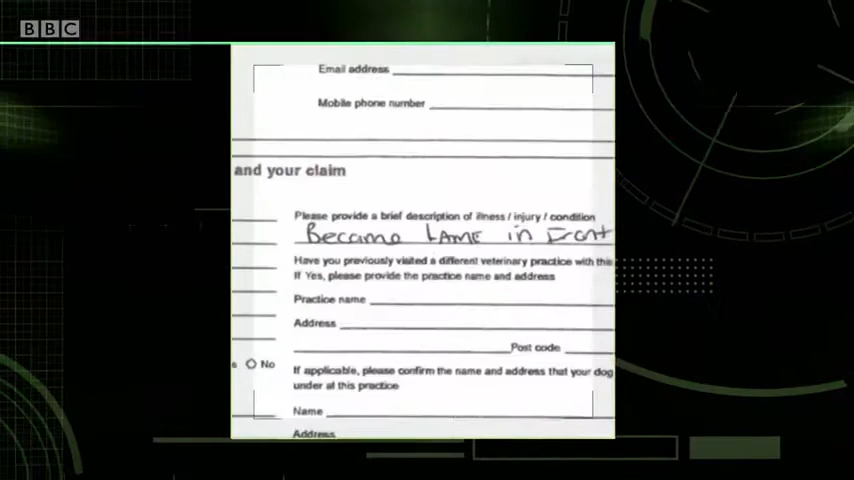 BBC
Email address
Mobile phone number
and your claim
Please provide a brief description of illness / injury / condition
Became LAME in Front
Have you previously visited a different veterinary practice with this
If Yes, please provide the practice name and address
Practice name
Address
Post code
s No
If applicable, please confirm the name and address that your dog
under at this practice
Name
Address